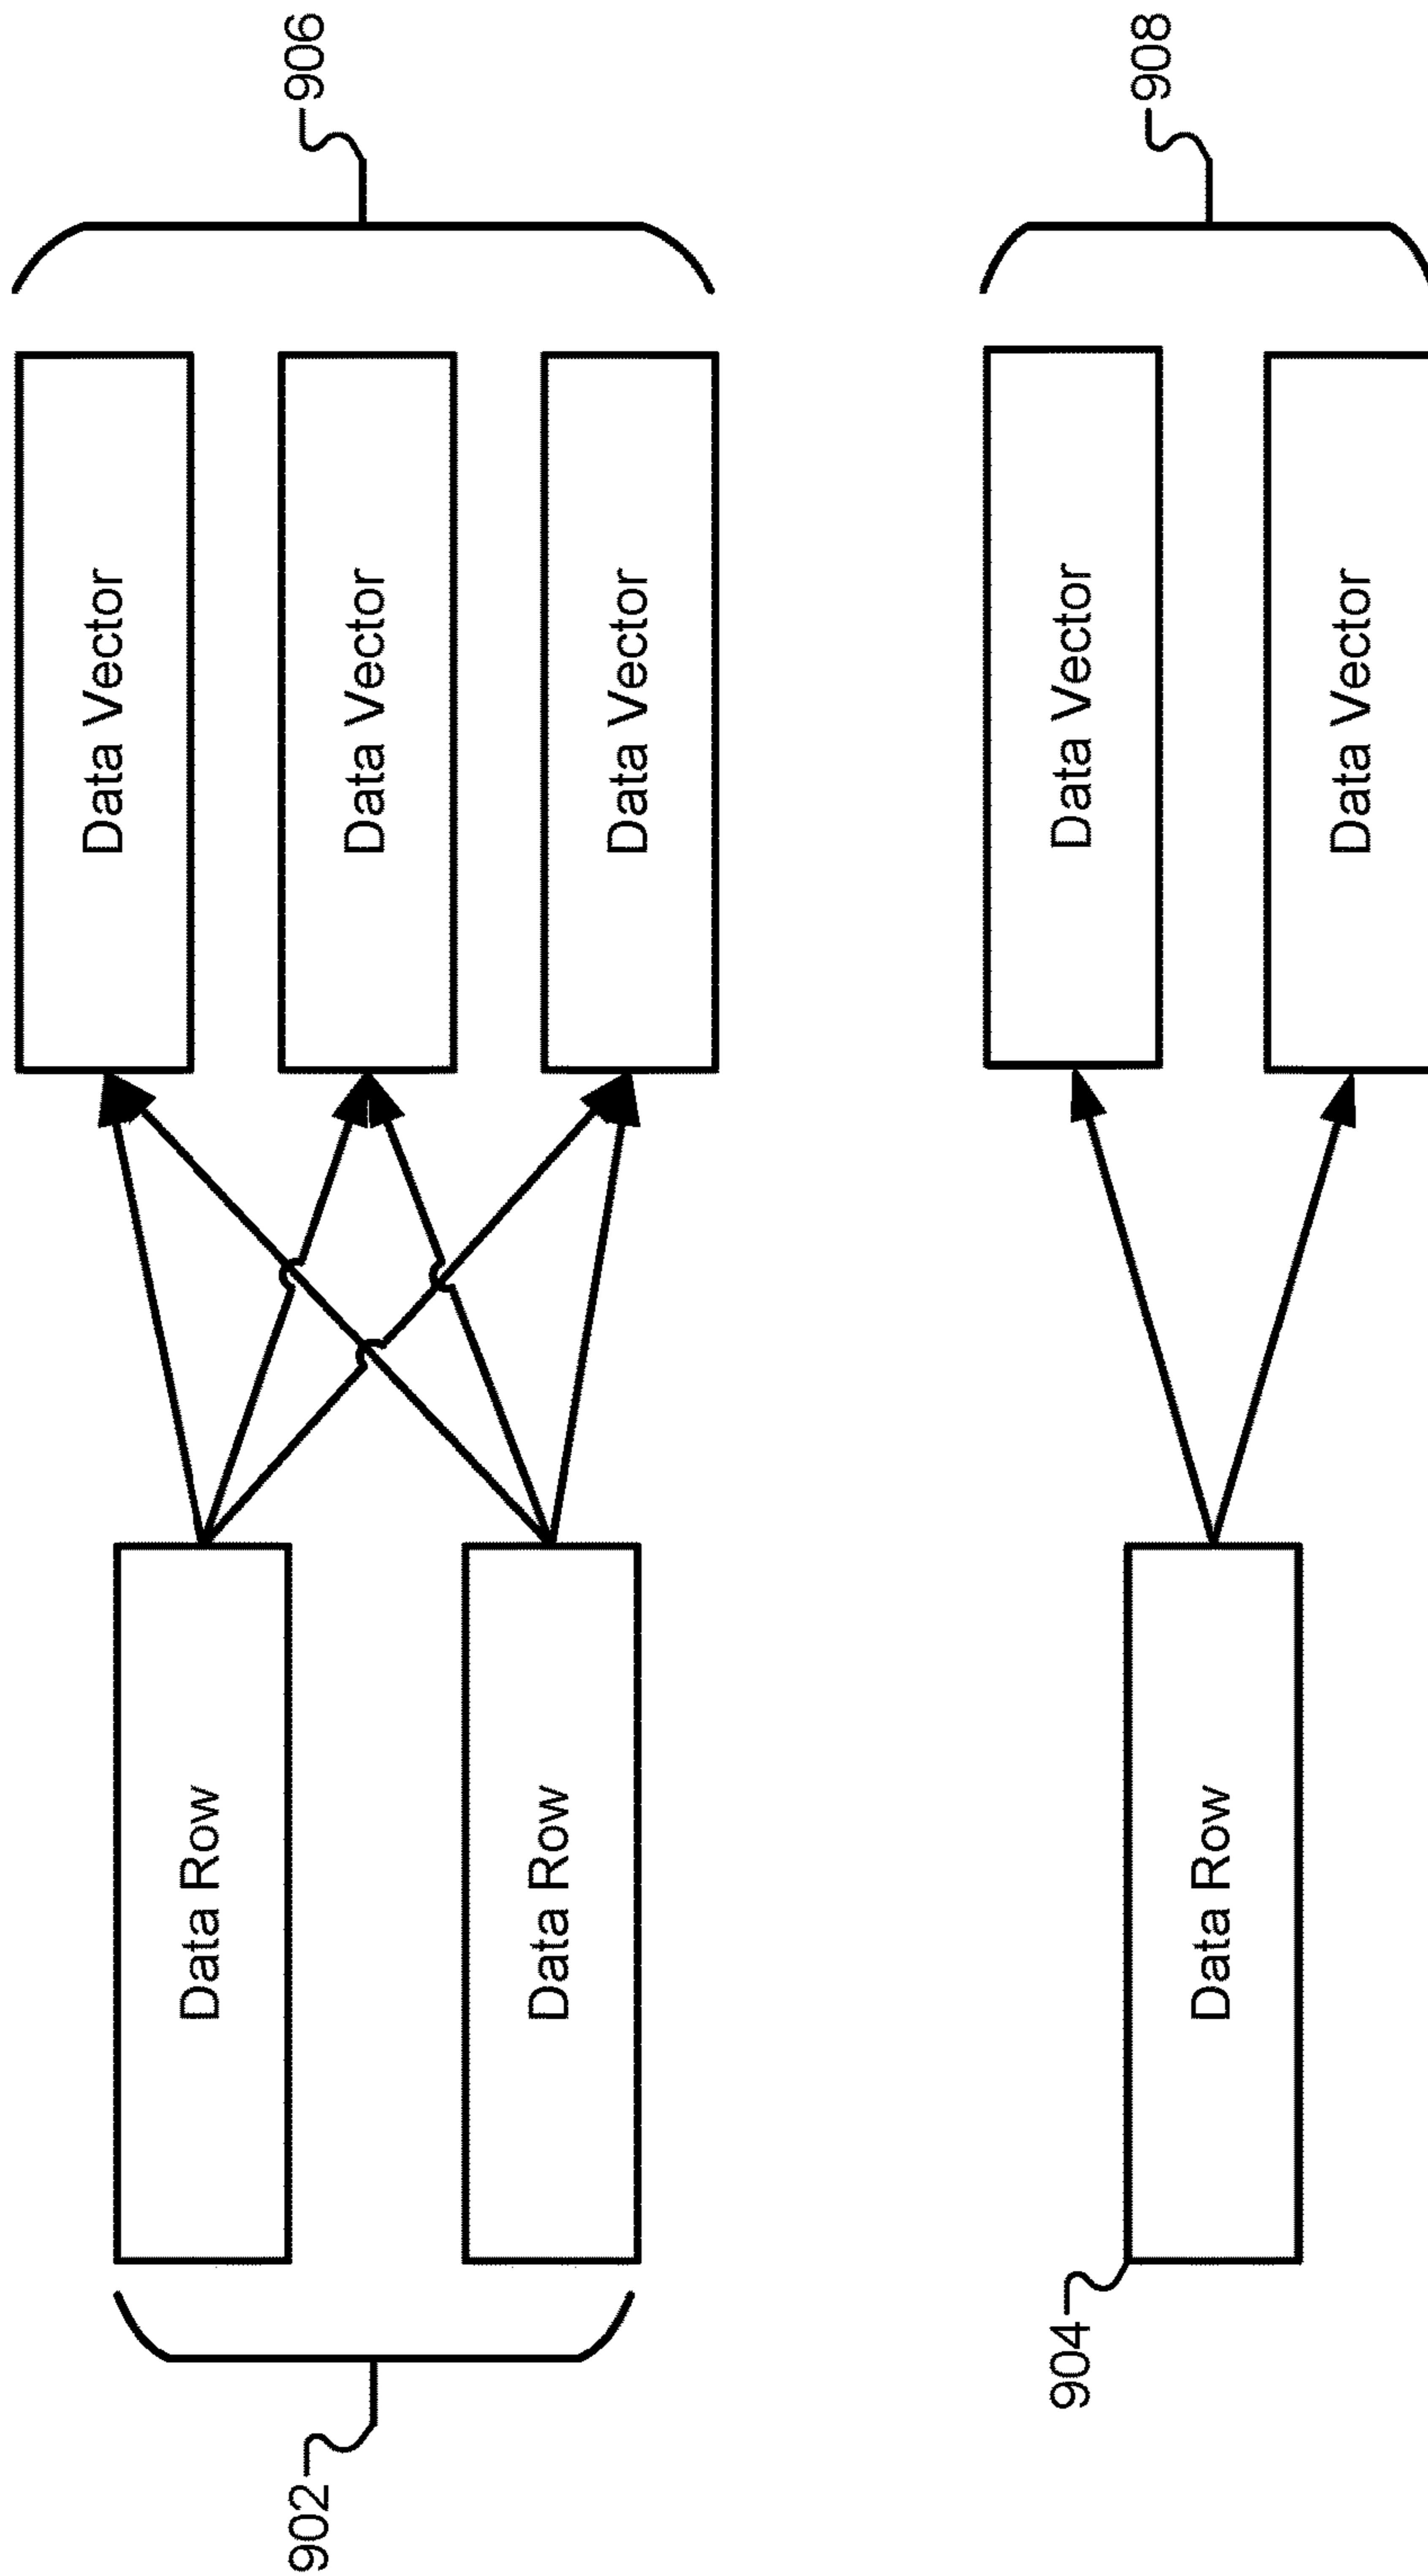 Data Vector
Data Row
902
906
Data Vector
Data Row
Data Vector
904
Data Vector
908
Data Row
Data Vector